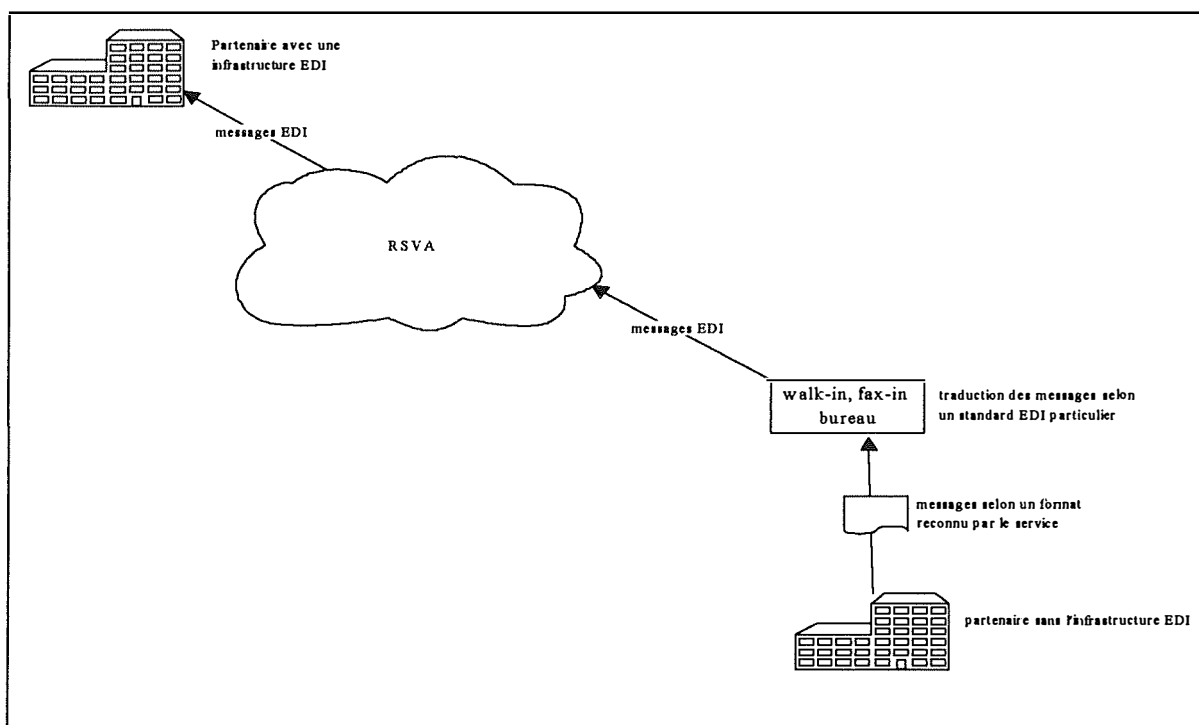 Partenaire avec une
infrastructure EDI
messages EDI
RSVA
messages EDI
walk-in, fax-in
bureau
traduction des messages selon
un standard EDI particulier
messages selon un format
reconnu par le service
partenaire sans l'infrastructure EDI